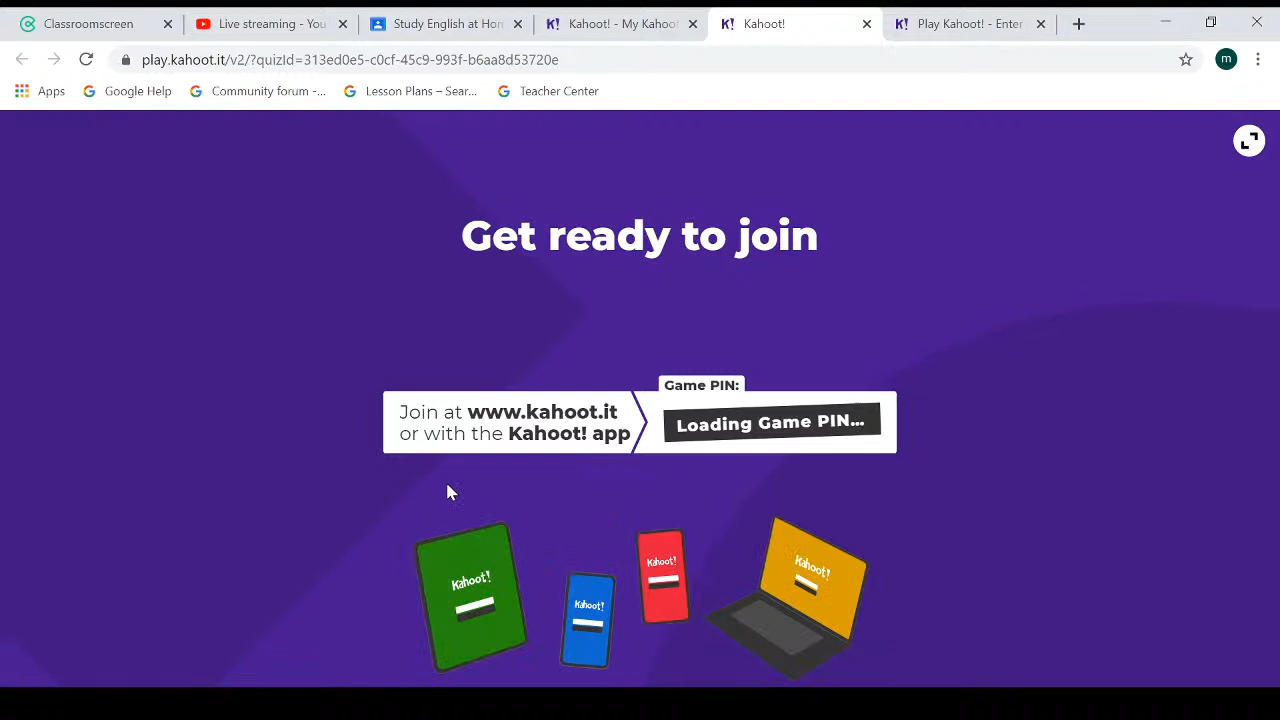 Classroomscreen
Live streaming - You
Study English at Hon
Kahoot! - My Kahoo
Kahoot!
Play Kahoot! - Enter
play.kahoot.it/v2/?quizId=313ed0e5-c0cf-45c9-993f-b6aa8d53720e
m
Apps
Google Help
Community forum -...
Lesson Plans – Sear...
Teacher Center
Get ready to join
Game PIN:
Join at www.kahoot.it
or with the Kahoot! app
Loading Game PIN...
Kahoot!
Kahoot!
Kahoot!
Kahoot!